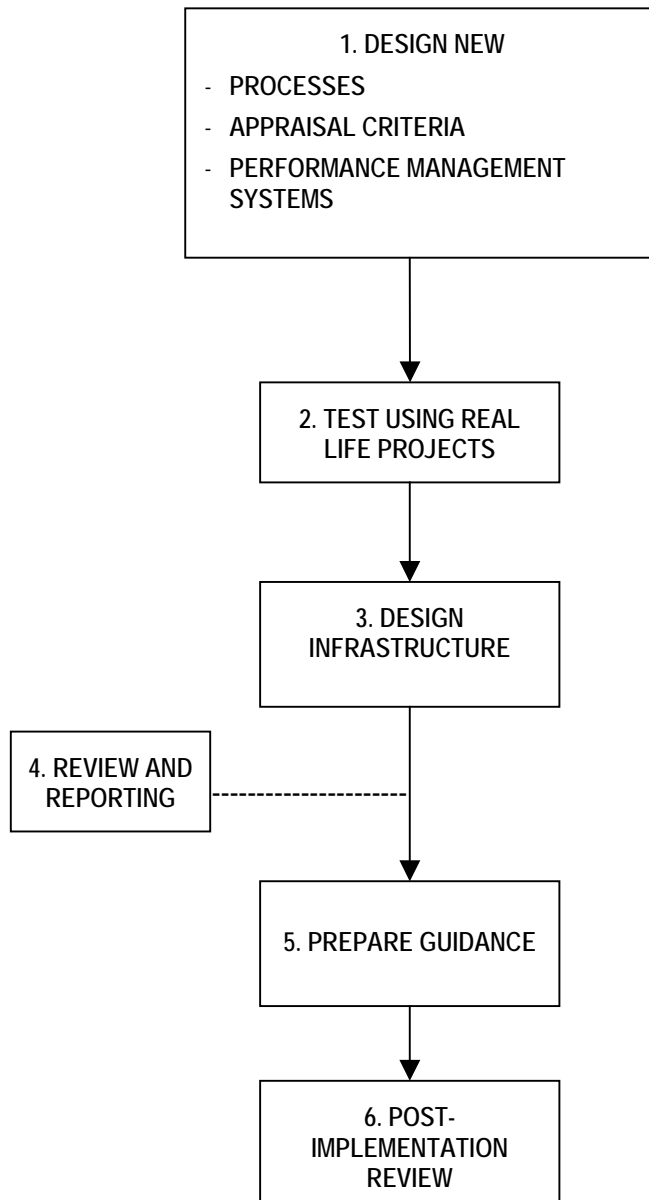 1. DESIGN NEW
- PROCESSES
- APPRAISAL CRITERIA
- PERFORMANCE MANAGEMENT
SYSTEMS
2. TEST USING REAL
LIFE PROJECTS
3. DESIGN
INFRASTRUCTURE
4. REVIEW AND
REPORTING
5. PREPARE GUIDANCE
6. POST-
IMPLEMENTATION
REVIEW